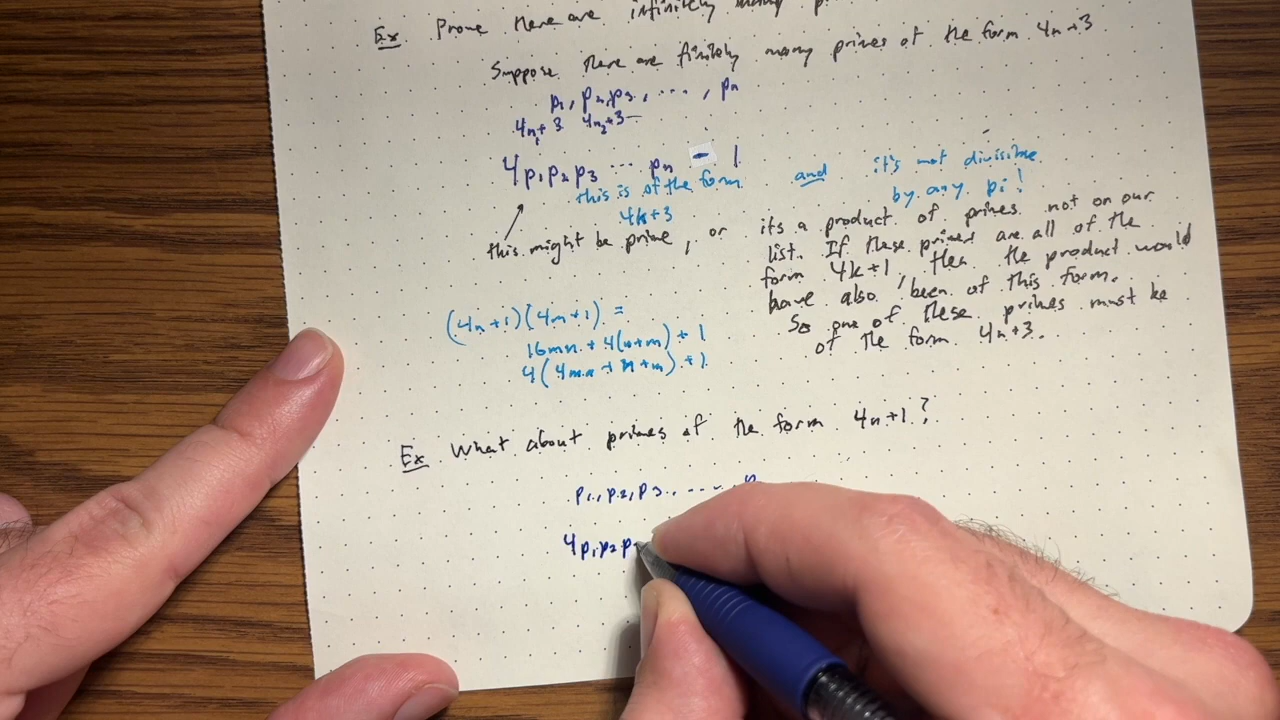 Ex Prove there are infinitely many p
Suppose there are finitely many primes of the form 4n+3
p₁, p₂, p₃, ..., pₙ
4n₁+3 4n₂+3
4p₁p₂p₃ ... pₙ - 1
this is of the form 4k+3
and it's not divisible by any pi!
this might be prime, or
its a product of primes not on our
list. If these primes are all of the
form 4k+1, then the product would
have also been of this form.
So one of these primes must be
of the form 4n+3.
(4n+1)(4m+1) =
16mn + 4(n+m) + 1
4(4mn + n + m) + 1
Ex What about primes of the form 4n+1?
p₁, p₂, p₃, ....
4p₁p₂p